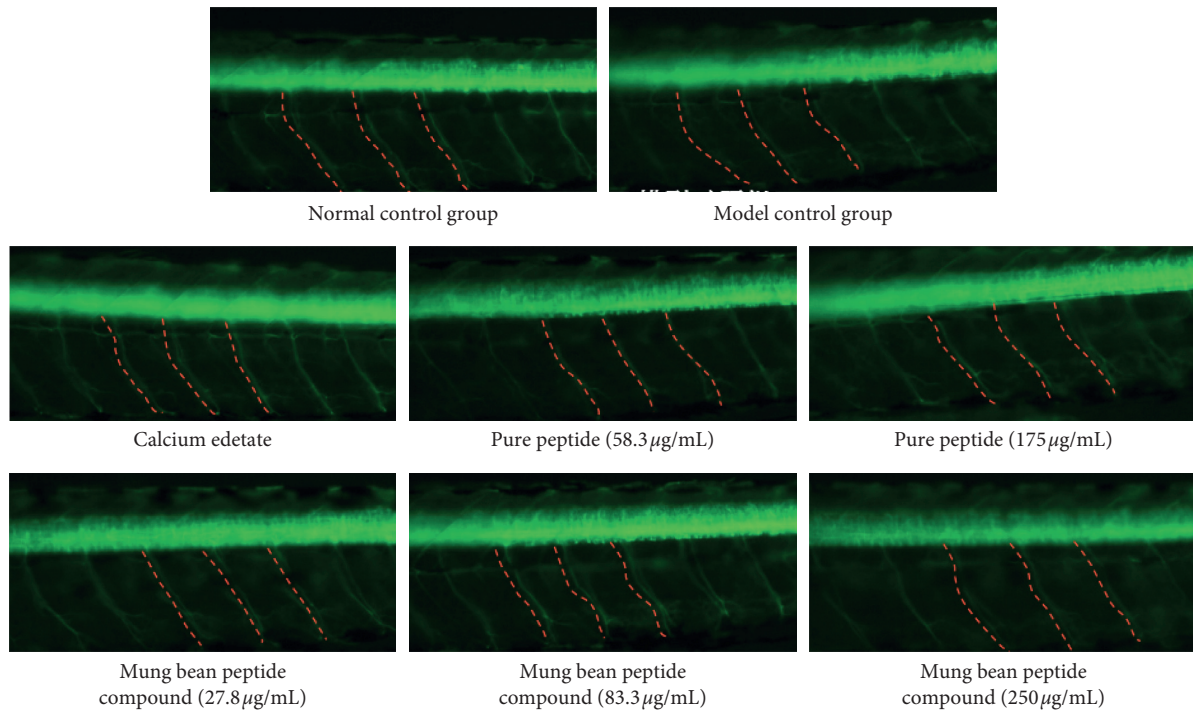 Normal control group
Model control group
Calcium edetate
Pure peptide (58.3 μg/mL)
Pure peptide (175 μg/mL)
Mung bean peptide
compound (27.8 μg/mL)
Mung bean peptide
compound (83.3 μg/mL)
Mung bean peptide
compound (250 μg/mL)